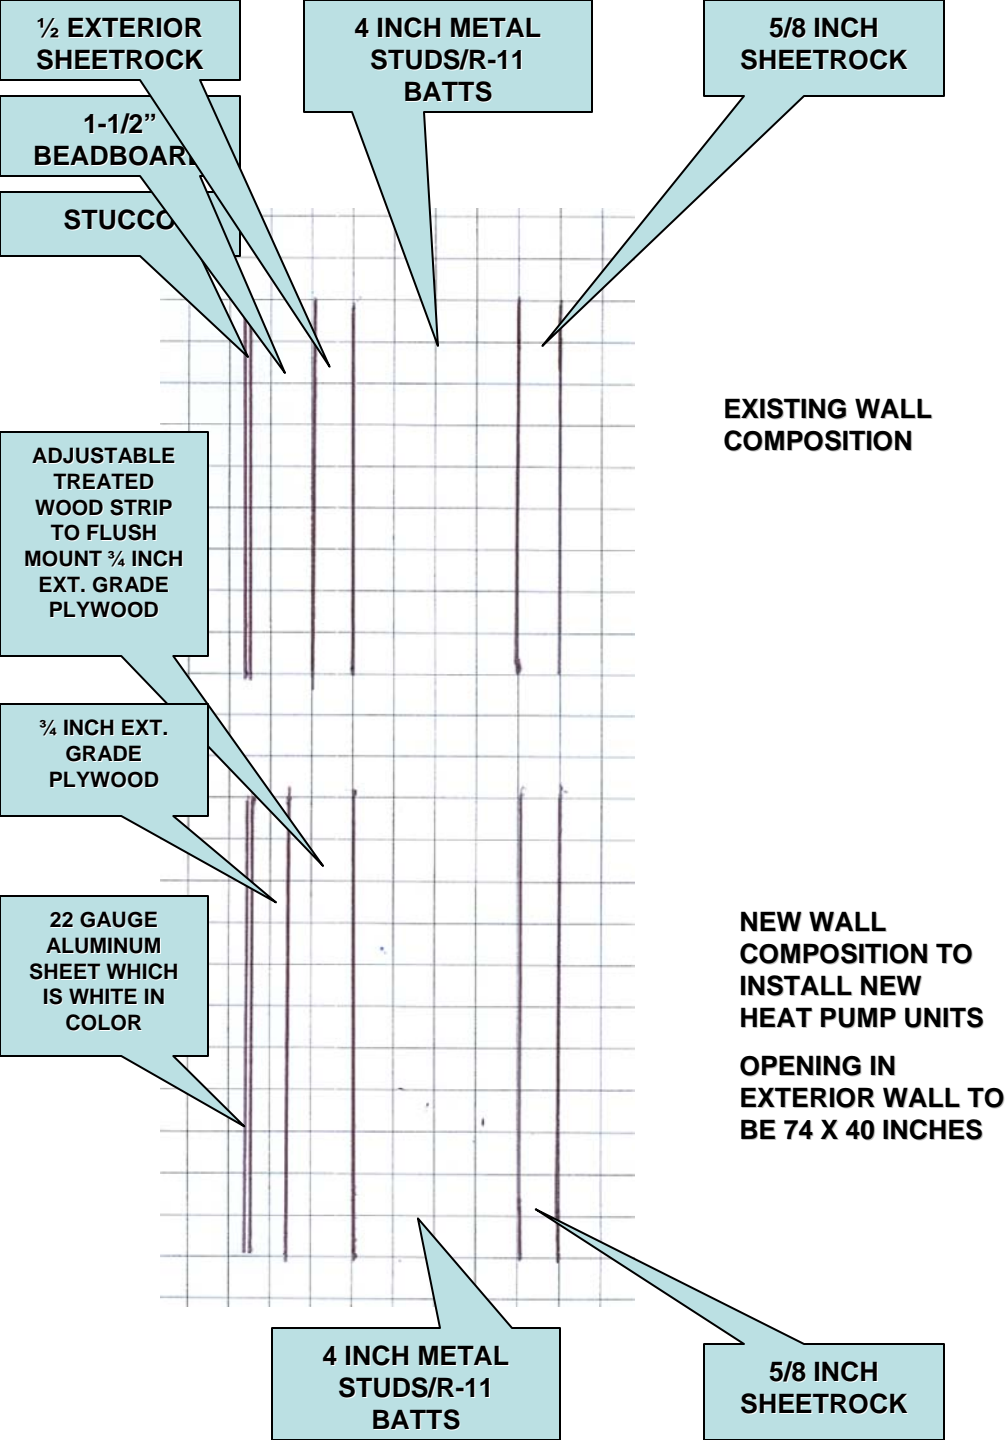 ½ EXTERIOR
SHEETROCK
4 INCH METAL
STUDS/R-11
BATTS
5/8 INCH
SHEETROCK
1-1/2”
BEADBOARD
STUCCO
EXISTING WALL
COMPOSITION
ADJUSTABLE
TREATED
WOOD STRIP
TO FLUSH
MOUNT ¾ INCH
EXT. GRADE
PLYWOOD
¾ INCH EXT.
GRADE
PLYWOOD
22 GAUGE
ALUMINUM
SHEET WHICH
IS WHITE IN
COLOR
NEW WALL
COMPOSITION TO
INSTALL NEW
HEAT PUMP UNITS
OPENING IN
EXTERIOR WALL TO
BE 74 X 40 INCHES
4 INCH METAL
STUDS/R-11
BATTS
5/8 INCH
SHEETROCK